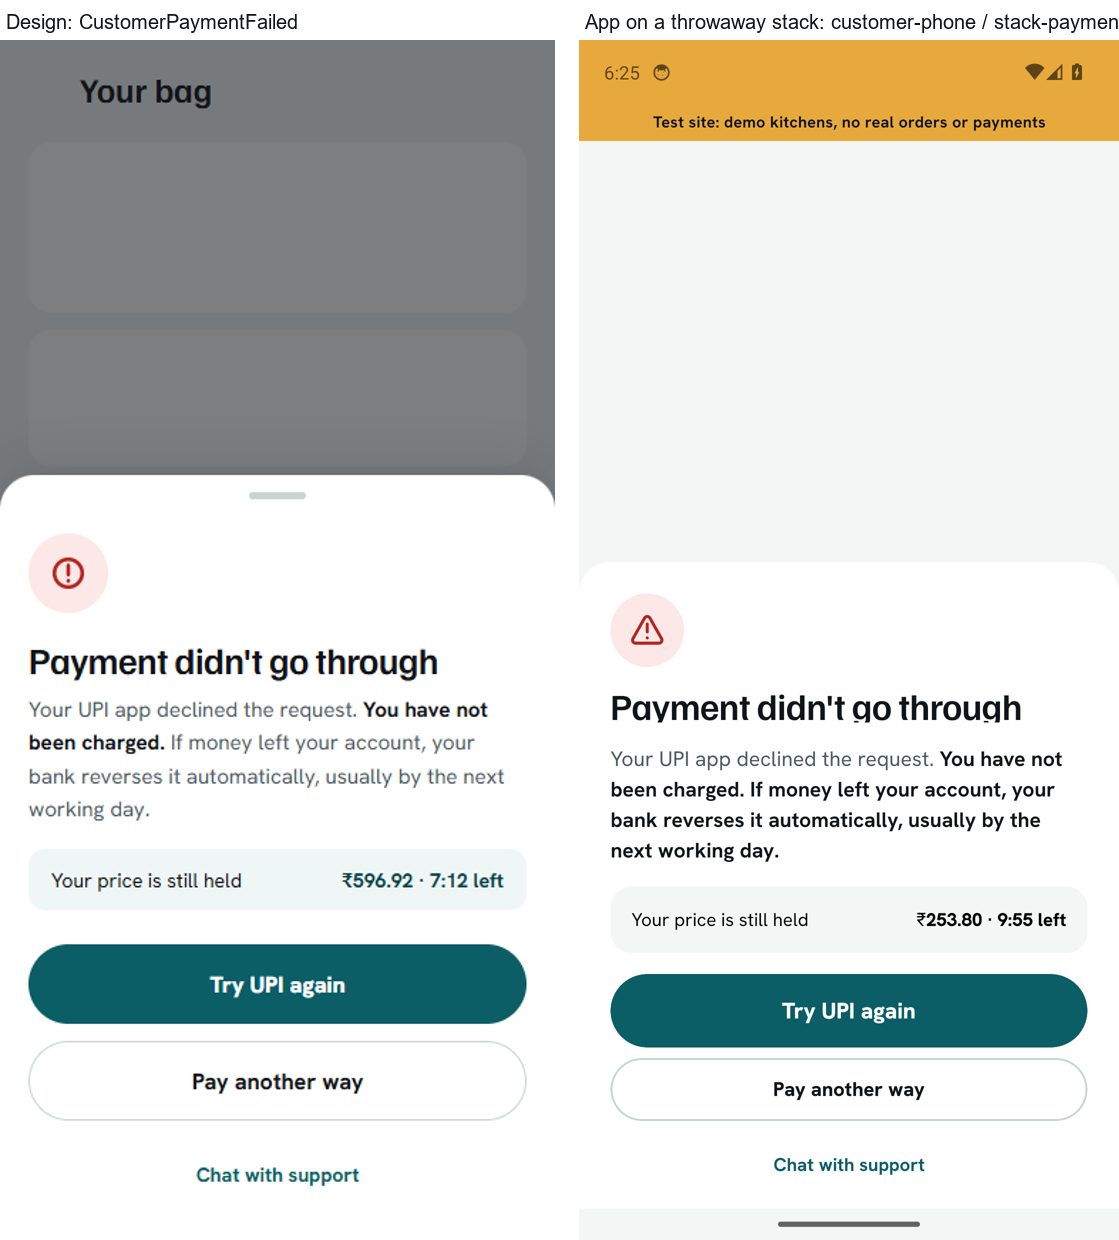 Design: CustomerPaymentFailed
Your bag
Payment didn't go through
Your UPI app declined the request. You have not
been charged. If money left your account, your
bank reverses it automatically, usually by the next
working day.
Your price is still held
₹596.92 · 7:12 left
Try UPI again
Pay another way
Chat with support
App on a throwaway stack: customer-phone / stack-paymen
6:25
Test site: demo kitchens, no real orders or payments
Payment didn't go through
Your UPI app declined the request. You have not
been charged. If money left your account, your
bank reverses it automatically, usually by the
next working day.
Your price is still held
₹253.80 · 9:55 left
Try UPI again
Pay another way
Chat with support